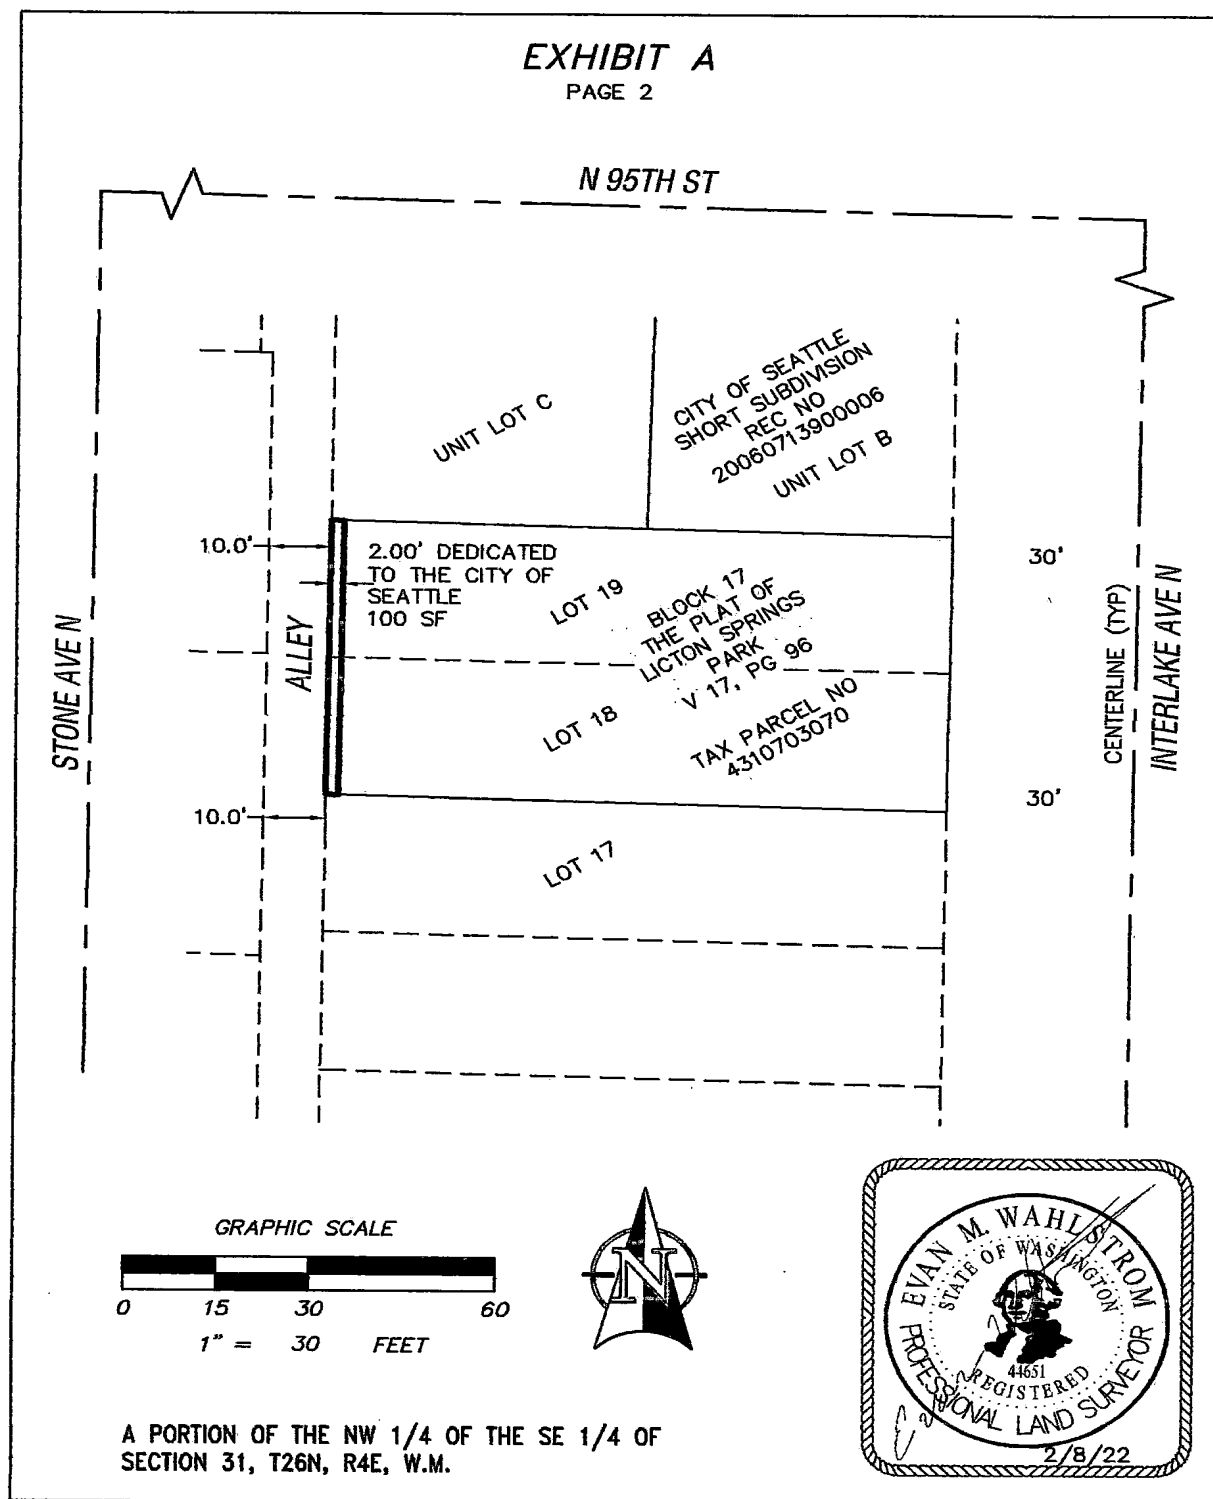 EXHIBIT A
PAGE 2
N 95TH ST
UNIT LOT C
CITY OF SEATTLE
SHORT SUBDIVISION
REC NO
20060713900006
UNIT LOT B
10.0'
2.00' DEDICATED
TO THE CITY OF
SEATTLE
100 SF
LOT 19
BLOCK 17
THE PLAT OF
LICTON SPRINGS
PARK
V 17, PG 96
30'
STONE AVE N
ALLEY
CENTERLINE (TYP)
INTERLAKE AVE N
LOT 18
TAX PARCEL NO
4310703070
10.0'
30'
LOT 17
GRAPHIC SCALE
0 15 30 60
1" = 30 FEET
N
EVAN M. WAHLSTROM
STATE OF WASHINGTON
44651
REGISTERED
PROFESSIONAL LAND SURVEYOR
2/8/22
A PORTION OF THE NW 1/4 OF THE SE 1/4 OF
SECTION 31, T26N, R4E, W.M.